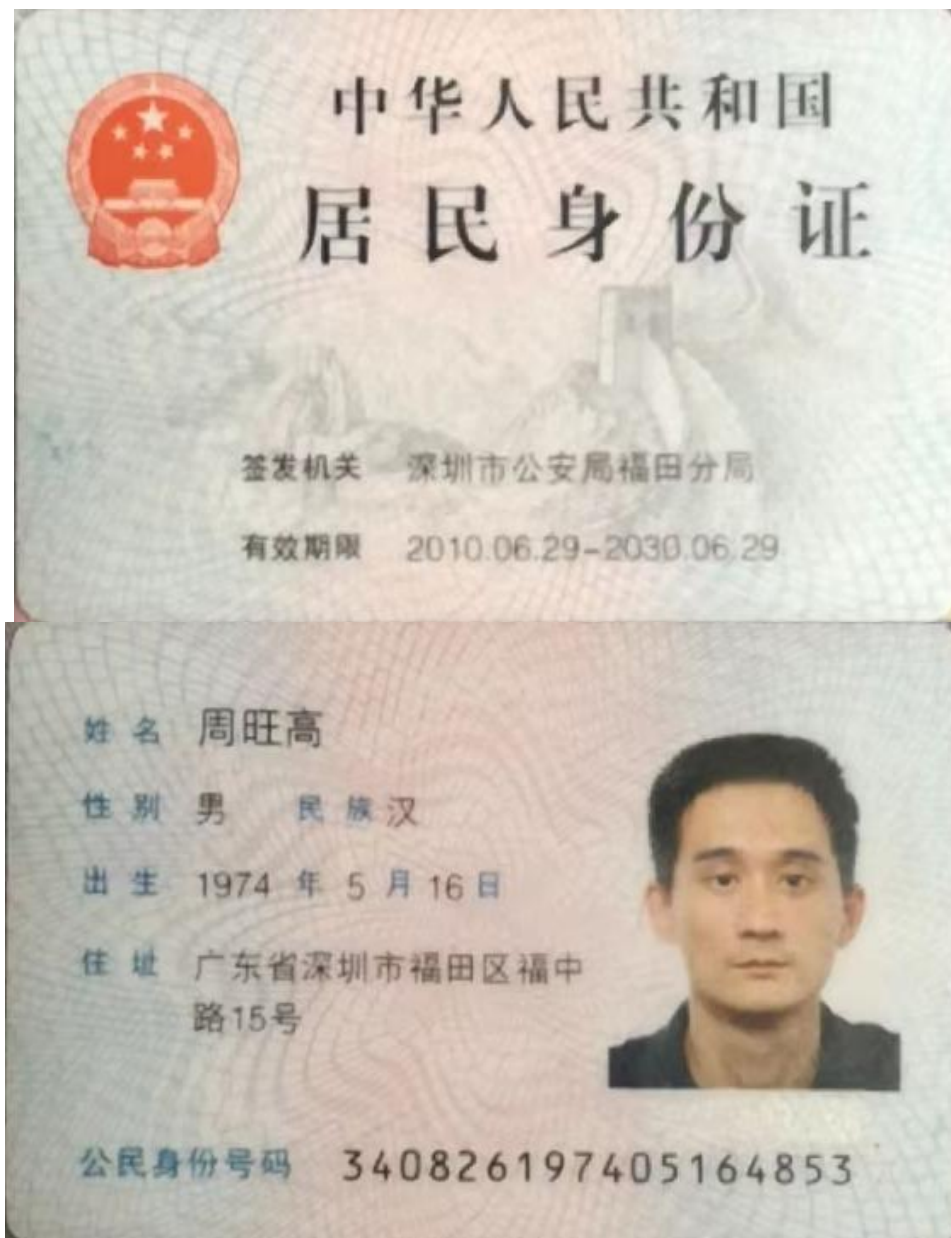 中华人民共和国
居民身份证
签发机关 深圳市公安局福田分局
有效期限 2010.06.29-2030.06.29
姓名 周旺高
性别 男 民族 汉
出生 1974 年 5 月 16 日
住址 广东省深圳市福田区福中
路15号
公民身份号码 340826197405164853